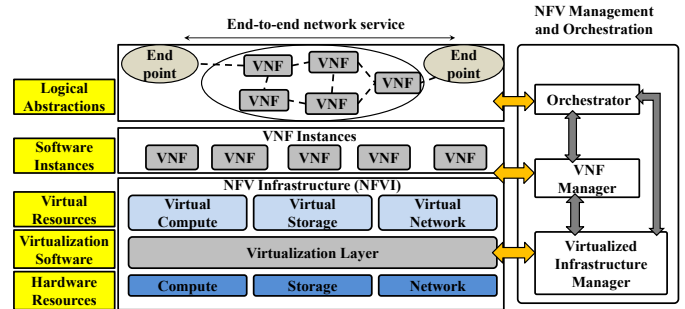 End-to-end network service
NFV Management
and Orchestration
End
point
VNF
VNF
VNF
VNF
VNF
End
point
Logical
Abstractions
Orchestrator
VNF Instances
Software
Instances
VNF
VNF
VNF
VNF
VNF
VNF
Manager
NFV Infrastructure (NFVI)
Virtual
Resources
Virtual
Compute
Virtual
Storage
Virtual
Network
Virtualization
Software
Virtualization Layer
Virtualized
Infrastructure
Manager
Hardware
Resources
Compute
Storage
Network